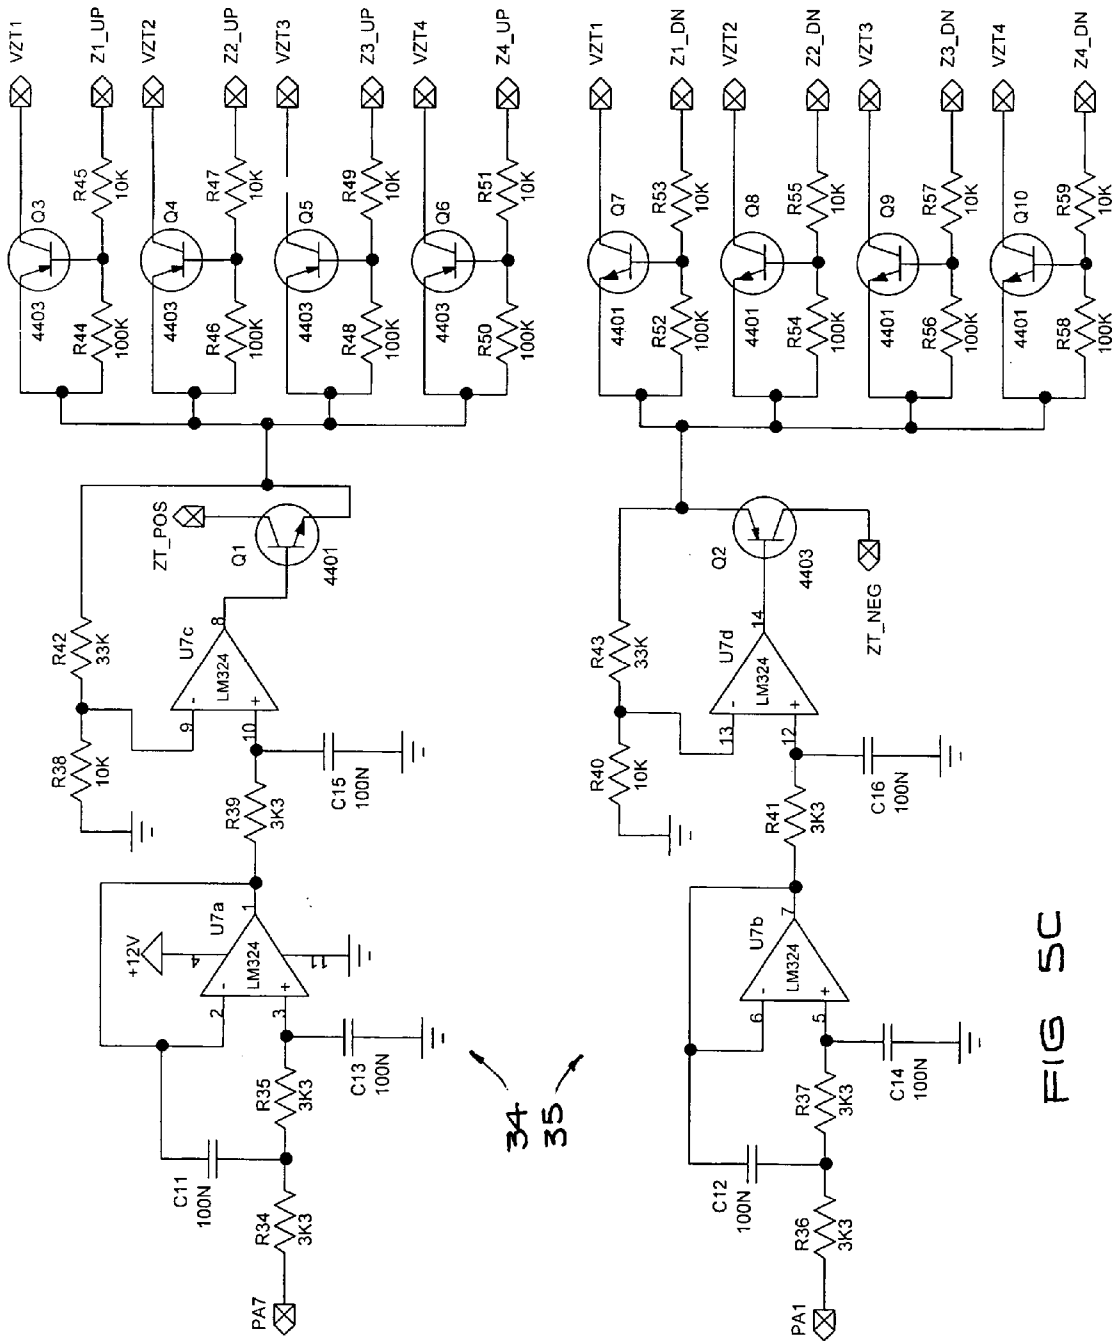 PA7
R34
3K3
C11
100N
R35
3K3
C13
100N
2
3
-
+
LM324
U7a
+12V
4
11
1
R39
3K3
C15
100N
R38
10K
R42
33K
9
10
-
+
LM324
U7c
8
ZT_POS
Q1
4401
4403
Q3
R44
100K
R45
10K
VZT1
Z1_UP
4403
Q4
R46
100K
R47
10K
VZT2
Z2_UP
4403
Q5
R48
100K
R49
10K
VZT3
Z3_UP
4403
Q6
R50
100K
R51
10K
VZT4
Z4_UP
34
35
PA1
R36
3K3
C12
100N
R37
3K3
C14
100N
6
5
-
+
LM324
U7b
7
R41
3K3
C16
100N
R40
10K
R43
33K
13
12
-
+
LM324
U7d
14
Q2
4403
ZT_NEG
4401
Q7
R52
100K
R53
10K
VZT1
Z1_DN
4401
Q8
R54
100K
R55
10K
VZT2
Z2_DN
4401
Q9
R56
100K
R57
10K
VZT3
Z3_DN
4401
Q10
R58
100K
R59
10K
VZT4
Z4_DN
FIG 5C